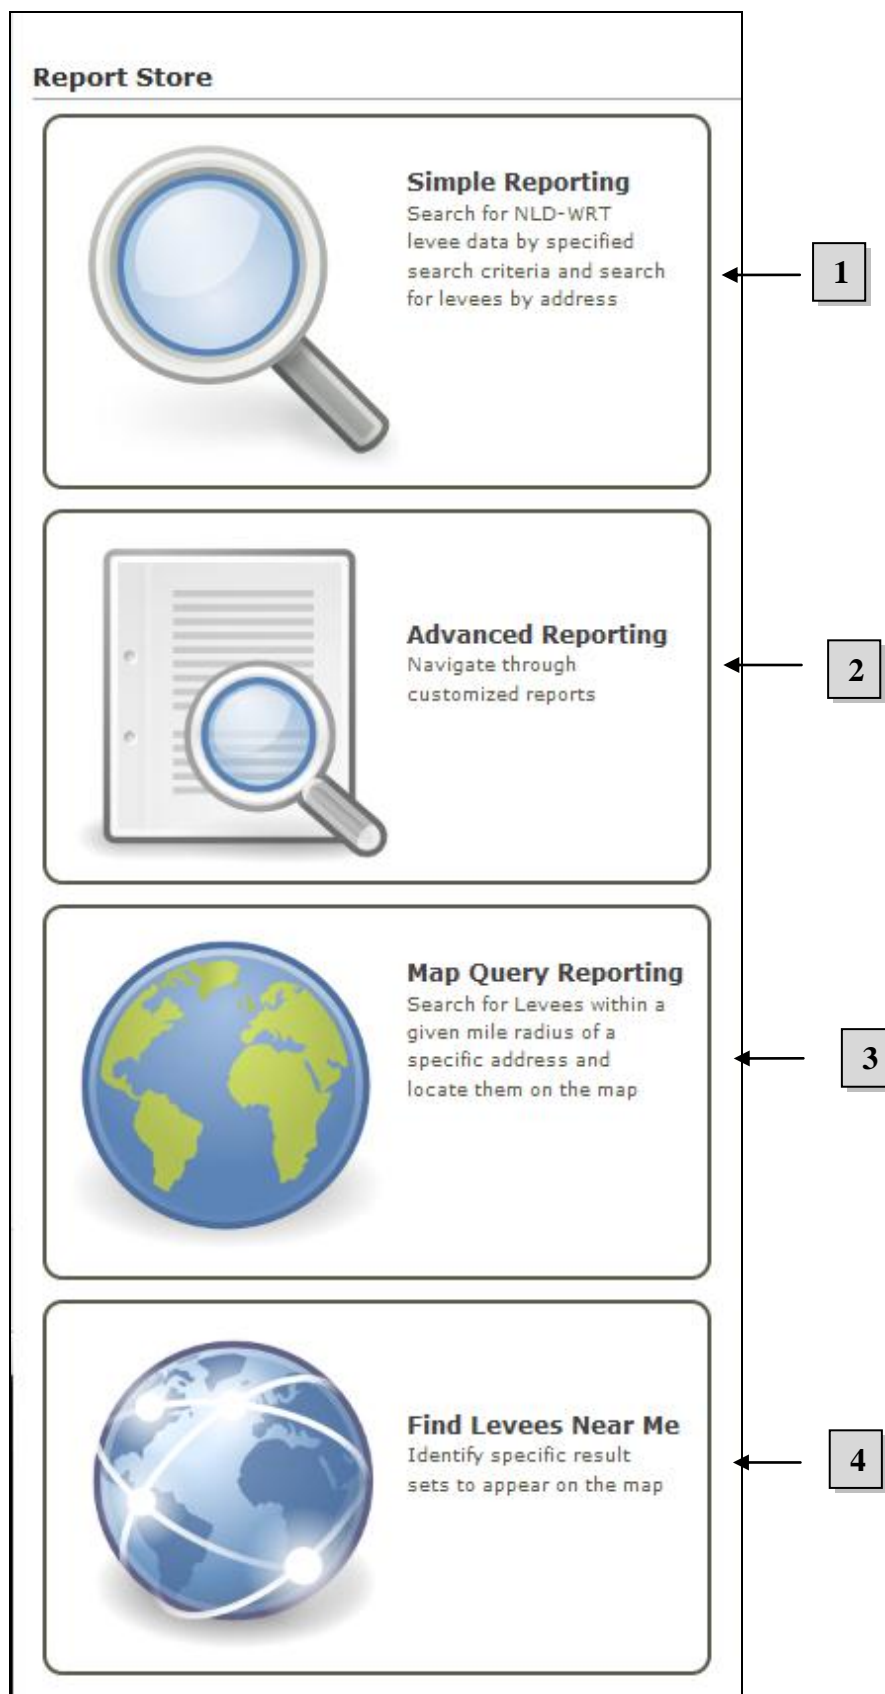 Report Store
Simple Reporting
Search for NLD-WRT
levee data by specified
search criteria and search
for levees by address
1
Advanced Reporting
Navigate through
customized reports
2
Map Query Reporting
Search for Levees within a
given mile radius of a
specific address and
locate them on the map
3
Find Levees Near Me
Identify specific result
sets to appear on the map
4